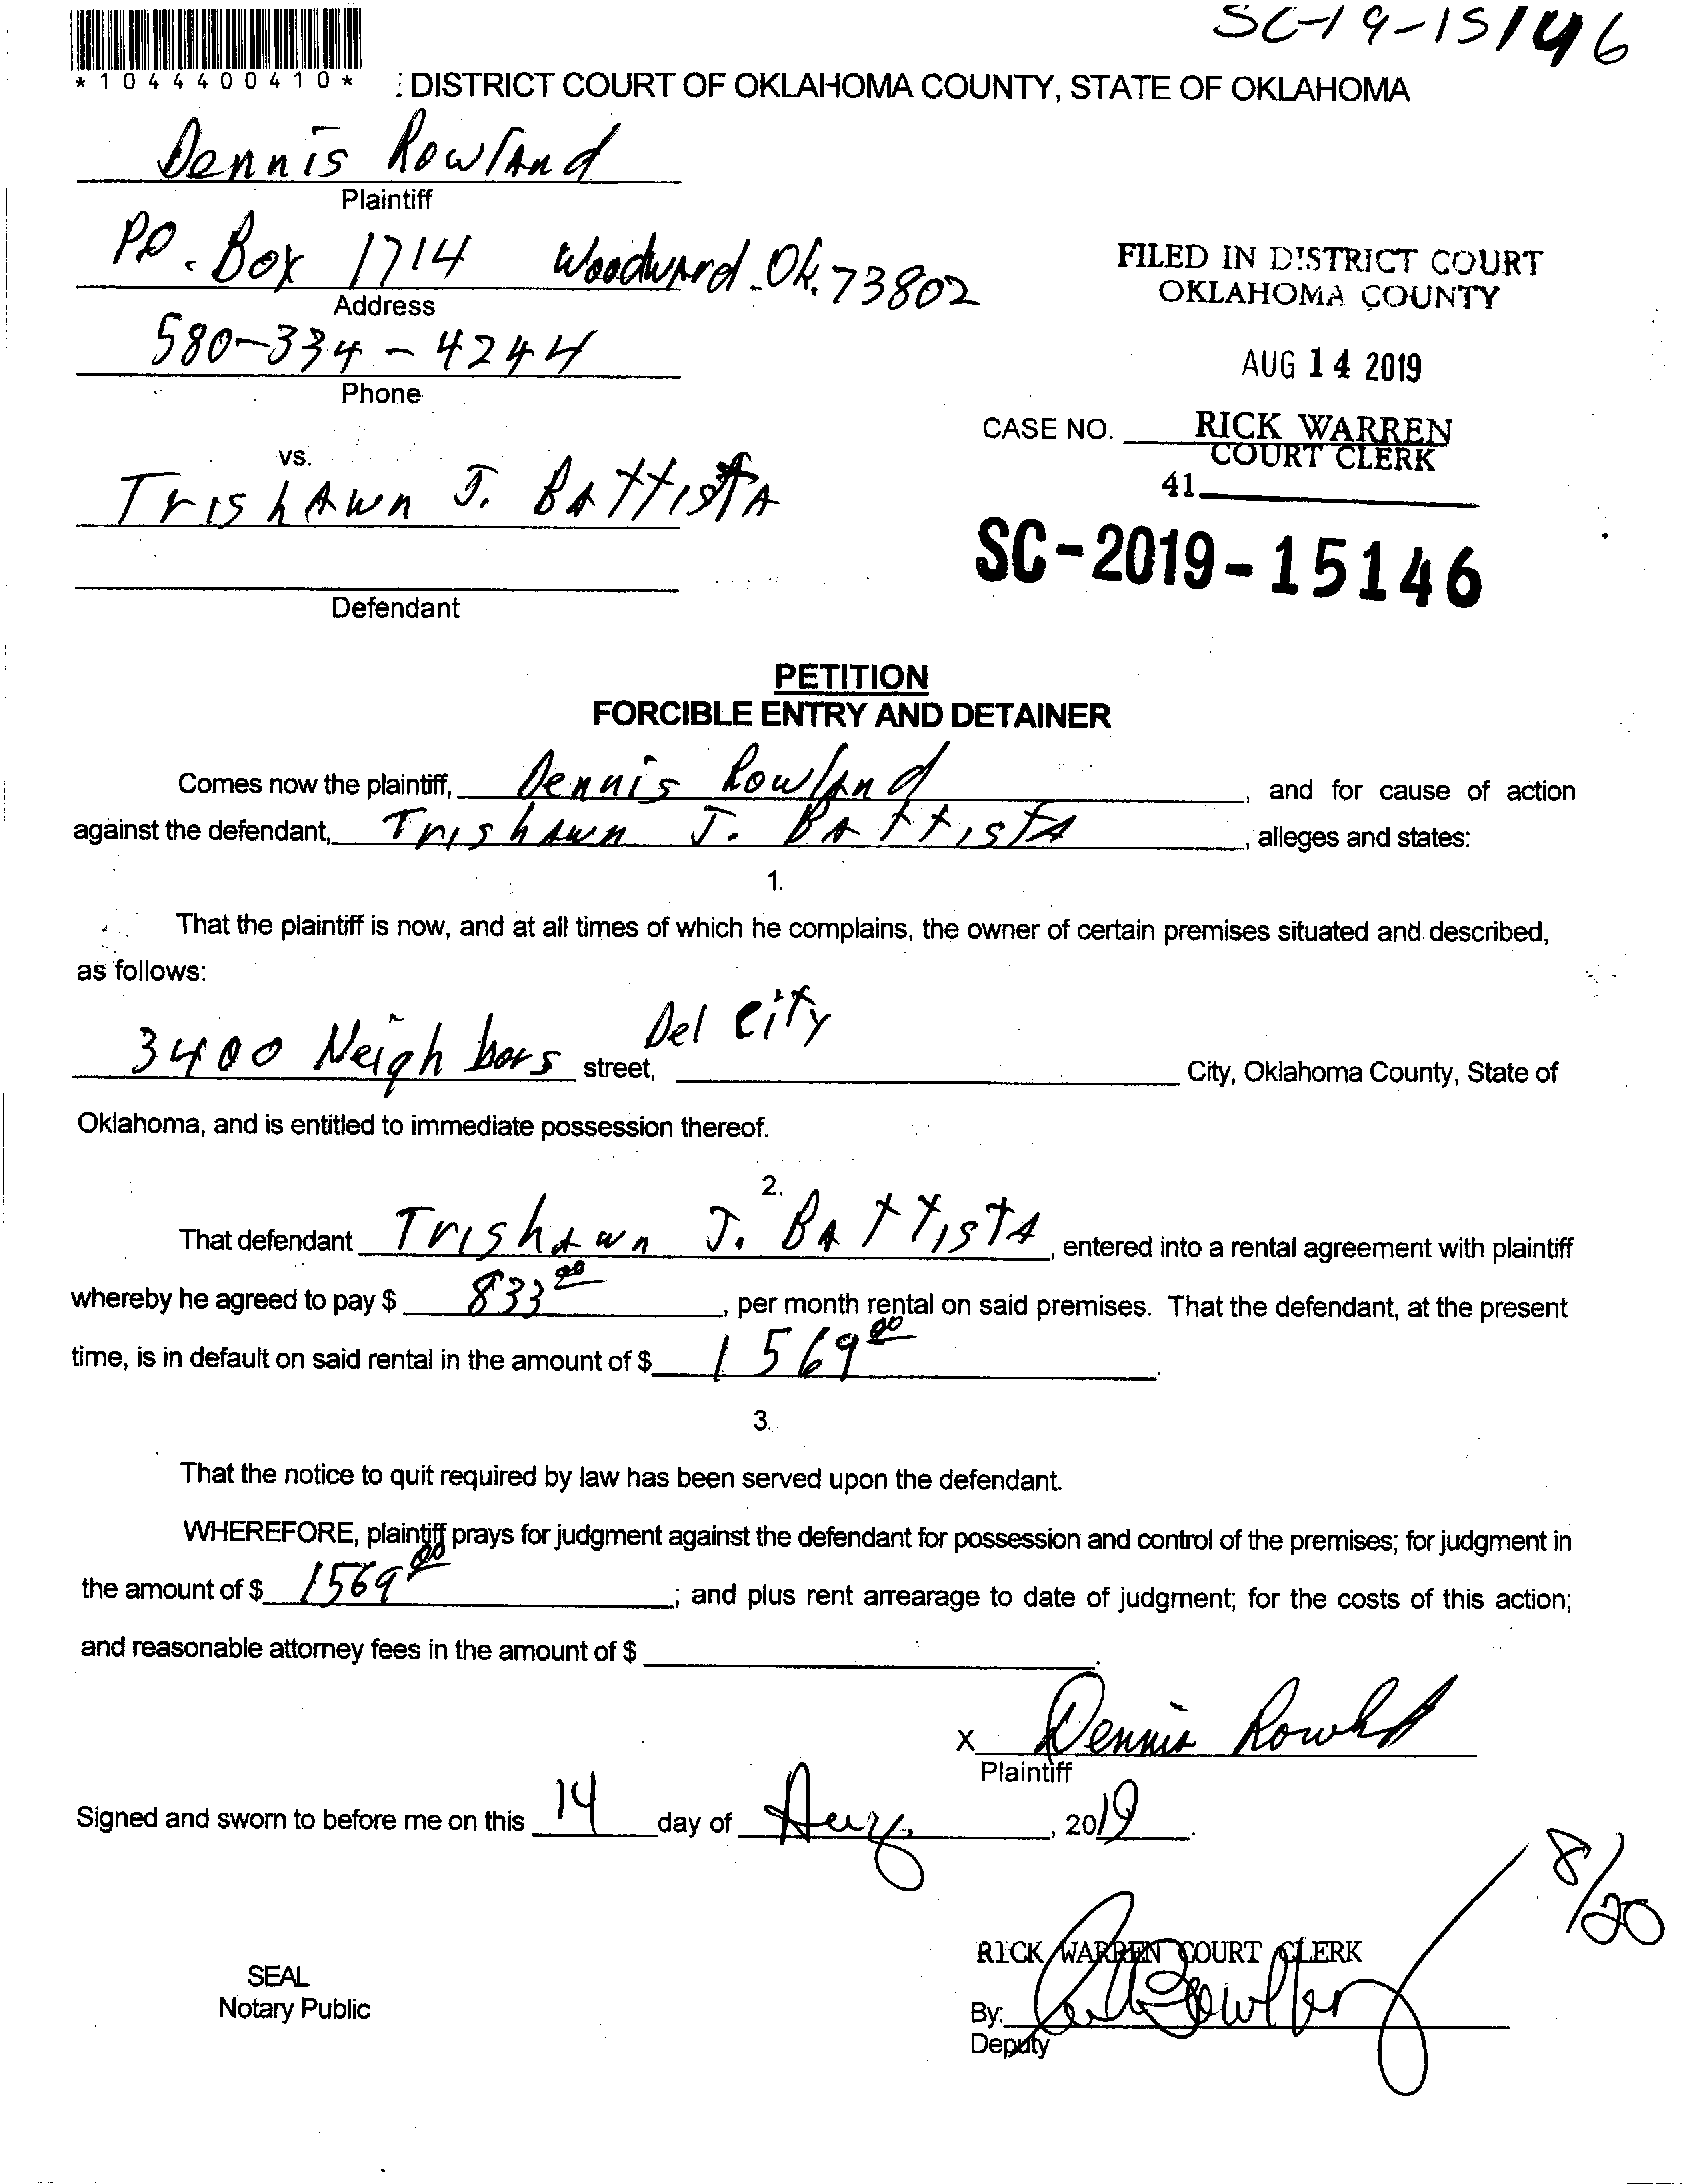 SC-19-15146
*1044400410*
: DISTRICT COURT OF OKLAHOMA COUNTY, STATE OF OKLAHOMA
Dennis Rowland
Plaintiff
PO. Box 1714 Woodward Ok. 73802
Address
580-334-4244
Phone
FILED IN DISTRICT COURT
OKLAHOMA COUNTY
AUG 14 2019
CASE NO. RICK WARREN
COURT CLERK
41
vs.
Trishawn J. Battista
SC-2019-15146
Defendant
PETITION
FORCIBLE ENTRY AND DETAINER
Comes now the plaintiff, Dennis Rowland, and for cause of action
against the defendant, Trishawn J. Battista, alleges and states:
1.
That the plaintiff is now, and at all times of which he complains, the owner of certain premises situated and described,
as follows:
3400 Neighbors street, Del City City, Oklahoma County, State of
Oklahoma, and is entitled to immediate possession thereof.
2.
That defendant Trishawn J. Battista, entered into a rental agreement with plaintiff
whereby he agreed to pay $ 833.00, per month rental on said premises. That the defendant, at the present
time, is in default on said rental in the amount of $ 1569.00.
3.
That the notice to quit required by law has been served upon the defendant.
WHEREFORE, plaintiff prays for judgment against the defendant for possession and control of the premises; for judgment in
the amount of $ 1569.00; and plus rent arrearage to date of judgment; for the costs of this action;
and reasonable attorney fees in the amount of $ .
X Dennis Rowland
Plaintiff
Signed and sworn to before me on this 14 day of Aug, 2019.
8/20
RICK WARREN COURT CLERK
SEAL
Notary Public
By:
Deputy